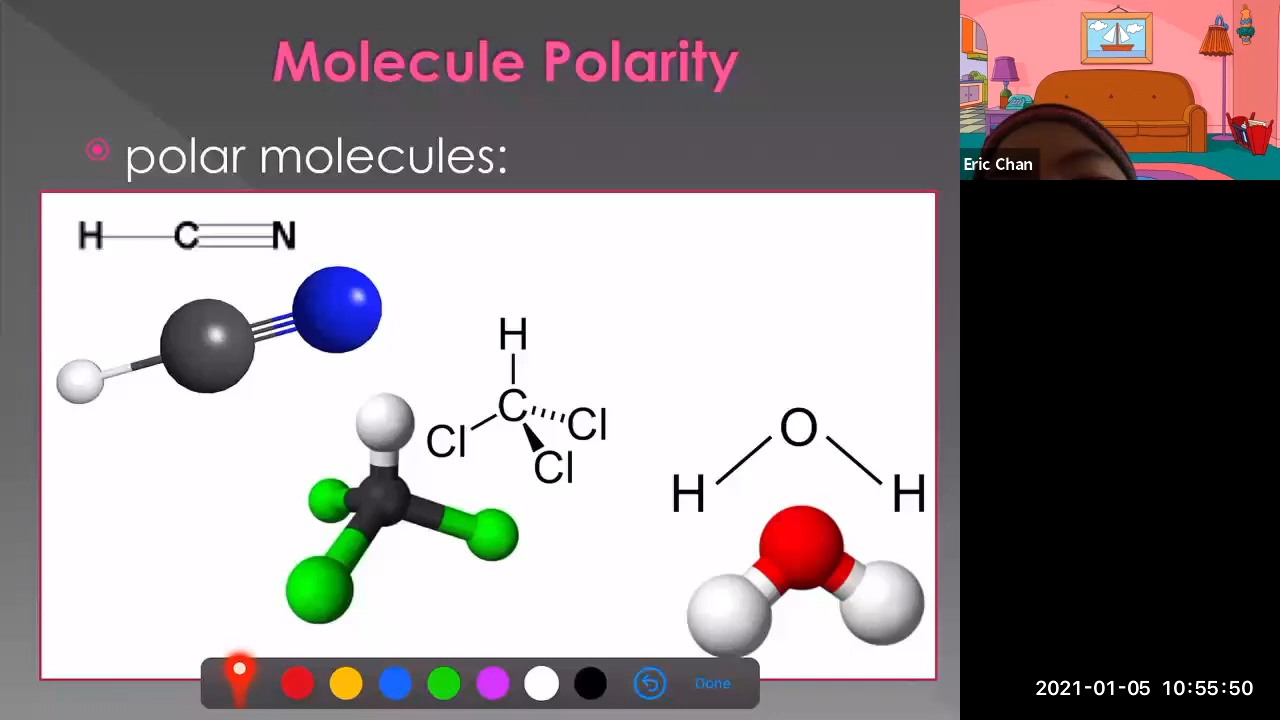 Molecule Polarity
polar molecules:
H C N
H
C
Cl Cl
Cl
O
H H
Done
Eric Chan
2021-01-05 10:55:50